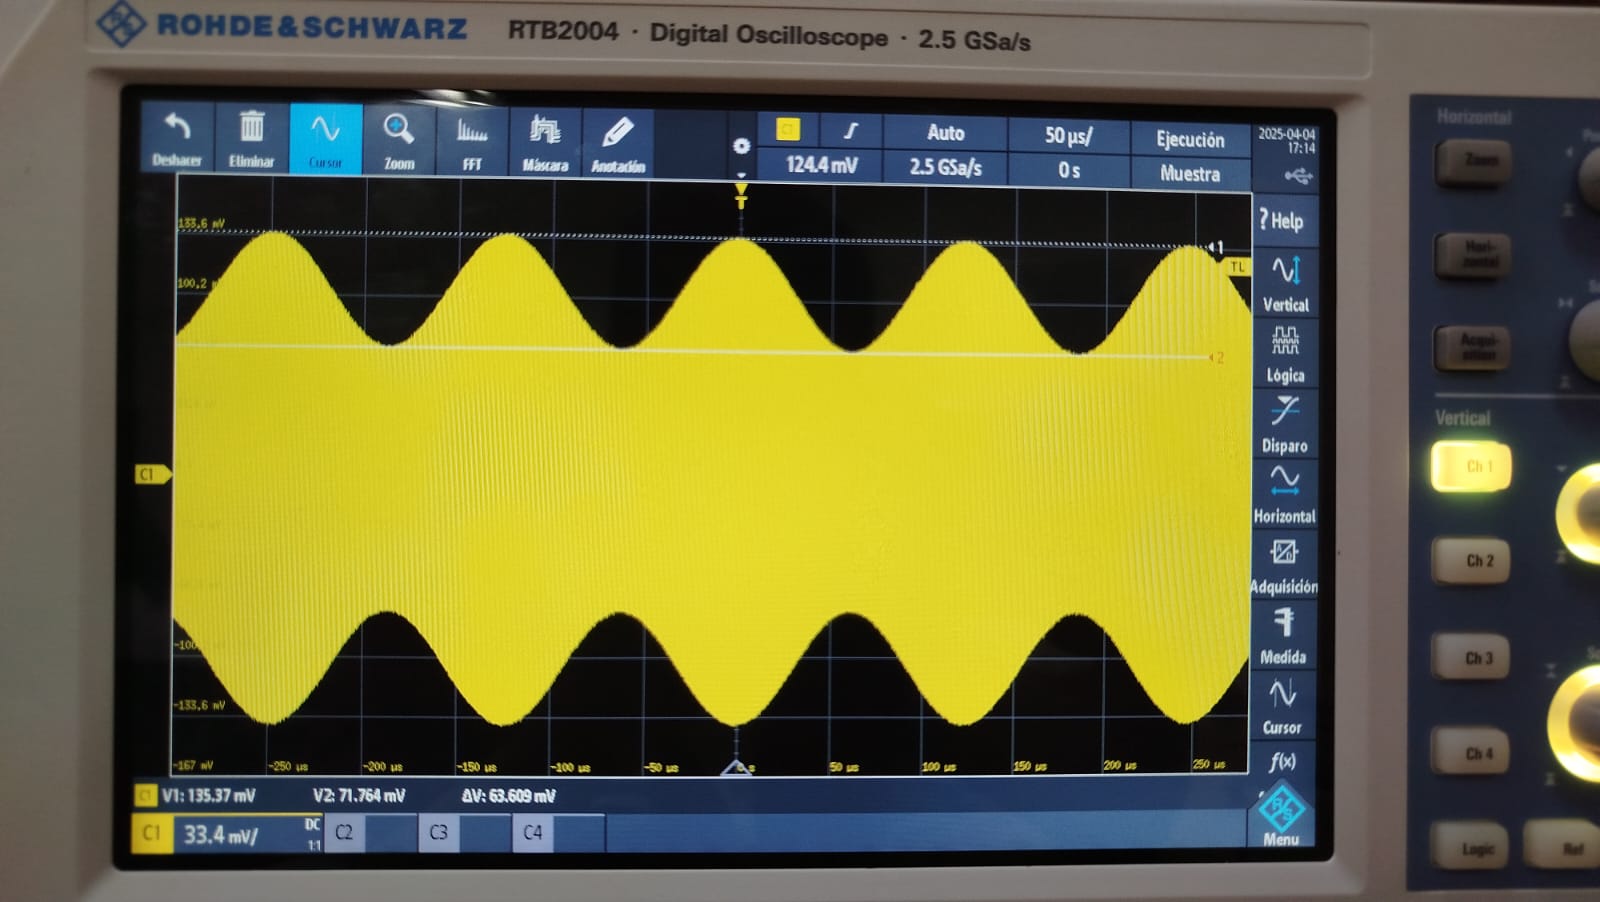 ROHDE & SCHWARZ RTB2004 · Digital Oscilloscope · 2.5 GSa/s
Deshacer Eliminar Cursor Zoom FFT Máscara Anotación
C1 Auto 50 µs/ Ejecución
124.4 mV 2.5 GSa/s 0 s Muestra
2025-04-04
17:14
T
133.6 mV
100.2
1
TL
2
C1
-100
-133.6 mV
-167 mV
-250 µs -200 µs -150 µs -100 µs -50 µs 50 µs 100 µs 150 µs 200 µs 250 µs
? Help
Vertical
Lógica
Disparo
Horizontal
Adquisición
Medida
Cursor
f(x)
Menu
C1 V1: 135.37 mV V2: 71.764 mV ΔV: 63.609 mV
C1 33.4 mV/ DC 1:1 C2 C3 C4
Horizontal
Zoom
Hori-
zontal
Acqui-
sition
Vertical
Ch 1
Ch 2
Ch 3
Ch 4
Logic Ref